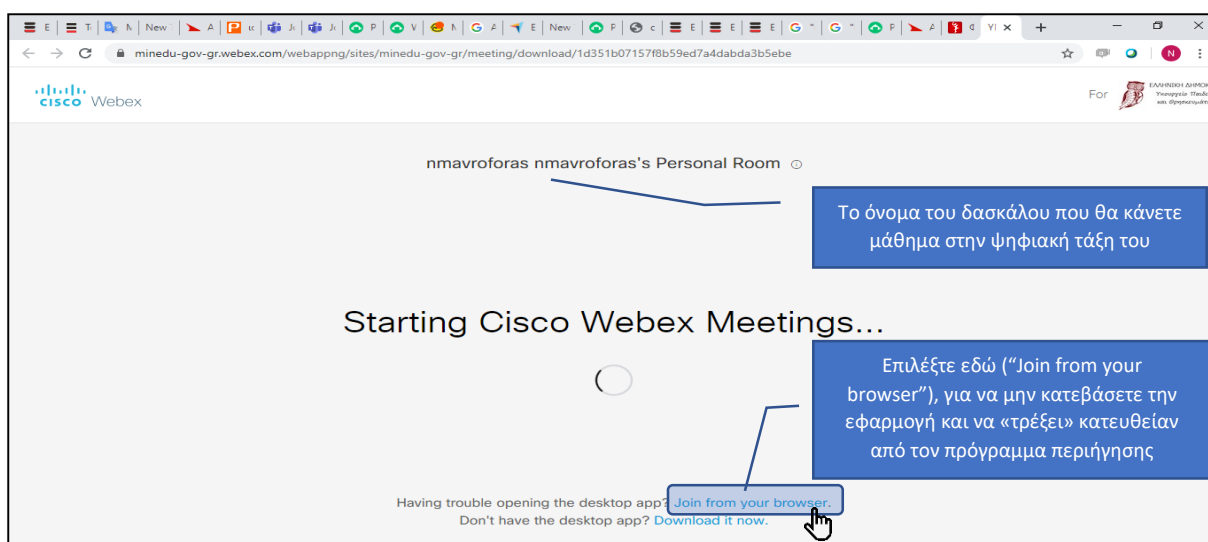 New
New
minedu-gov-gr.webex.com/webappng/sites/minedu-gov-gr/meeting/download/1d351b07157f8b59ed7a4dabda3b5ebe
N
cisco Webex
For
nmavroforas nmavroforas's Personal Room
Το όνομα του δασκάλου που θα κάνετε
μάθημα στην ψηφιακή τάξη του
Starting Cisco Webex Meetings...
Επιλέξτε εδώ (“Join from your
browser”), για να μην κατεβάσετε την
εφαρμογή και να «τρέξει» κατευθείαν
από τον πρόγραμμα περιήγησης
Having trouble opening the desktop app? Join from your browser.
Don't have the desktop app? Download it now.